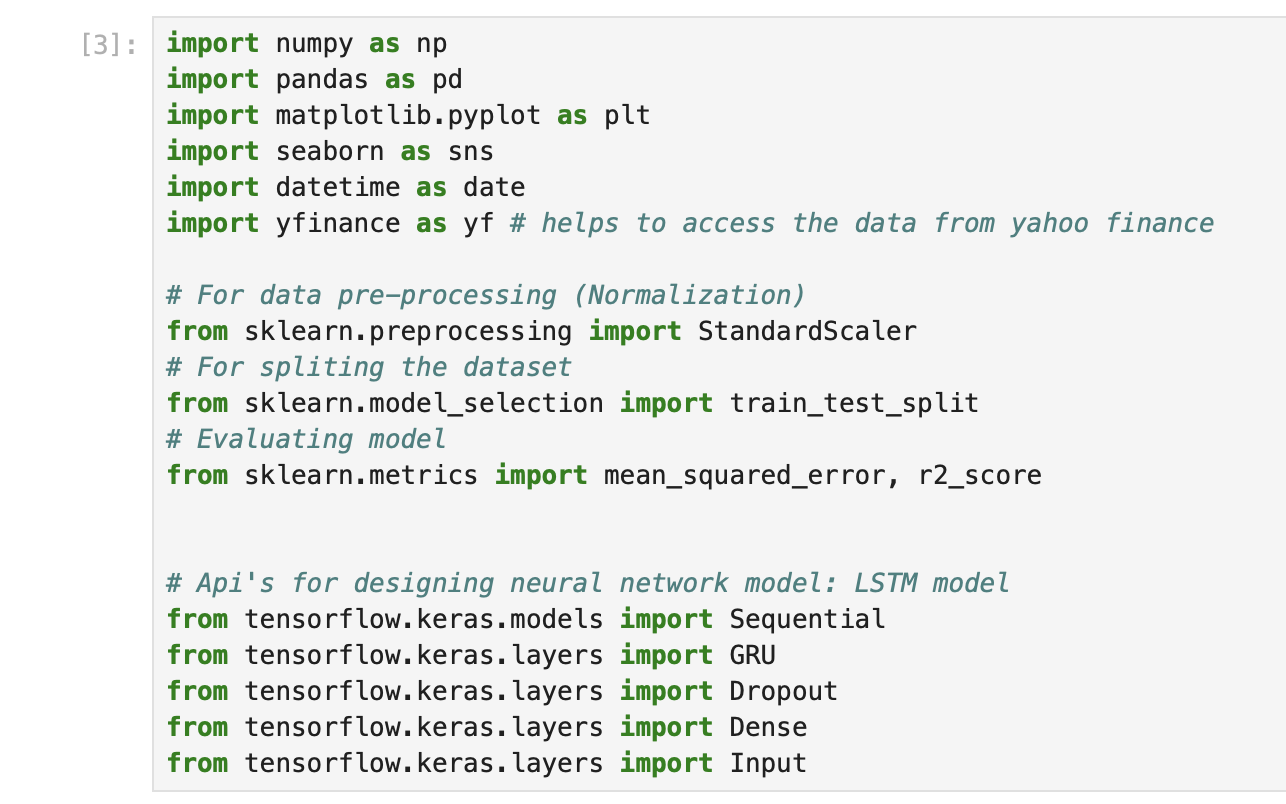 [3]:
import numpy as np
import pandas as pd
import matplotlib.pyplot as plt
import seaborn as sns
import datetime as date
import yfinance as yf # helps to access the data from yahoo finance
# For data pre-processing (Normalization)
from sklearn.preprocessing import StandardScaler
# For spliting the dataset
from sklearn.model_selection import train_test_split
# Evaluating model
from sklearn.metrics import mean_squared_error, r2_score
# Api's for designing neural network model: LSTM model
from tensorflow.keras.models import Sequential
from tensorflow.keras.layers import GRU
from tensorflow.keras.layers import Dropout
from tensorflow.keras.layers import Dense
from tensorflow.keras.layers import Input